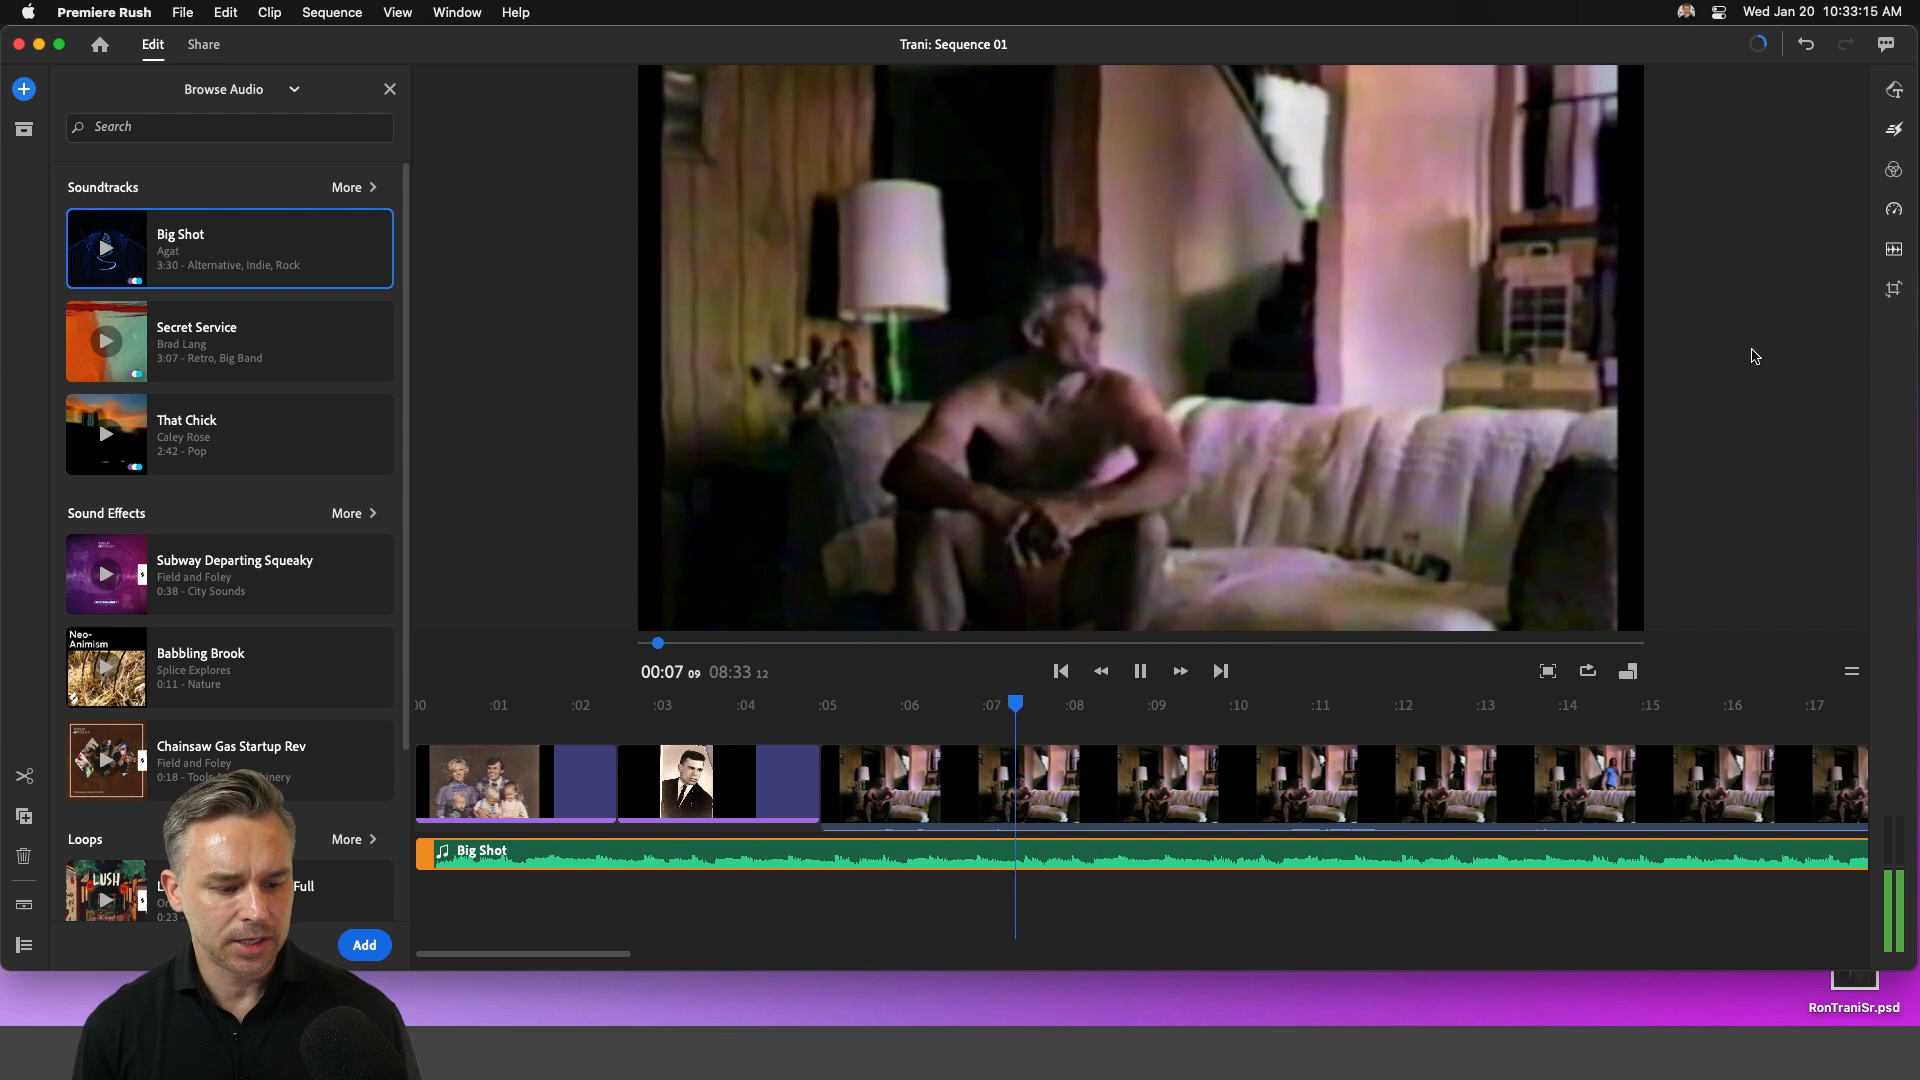 Premiere Rush File Edit Clip Sequence View Window Help Wed Jan 20 10:33:15 AM
Edit Share Trani: Sequence 01
Browse Audio
Search
Soundtracks More
Big Shot
Agat
3:30 - Alternative, Indie, Rock
Secret Service
Brad Lang
3:07 - Retro, Big Band
That Chick
Caley Rose
2:42 - Pop
Sound Effects More
Subway Departing Squeaky
Field and Foley
0:38 - City Sounds
Neo-
Animism
Babbling Brook
Splice Explores
0:11 - Nature
Chainsaw Gas Startup Rev
Field and Foley
0:18 - Tools
Loops More
LUSH
Full
0:23 -
Add
00:07 09 08:33 12
:01 :02 :03 :04 :05 :06 :07 :08 :09 :10 :11 :12 :13 :14 :15 :16 :17
Big Shot
RonTraniSr.psd